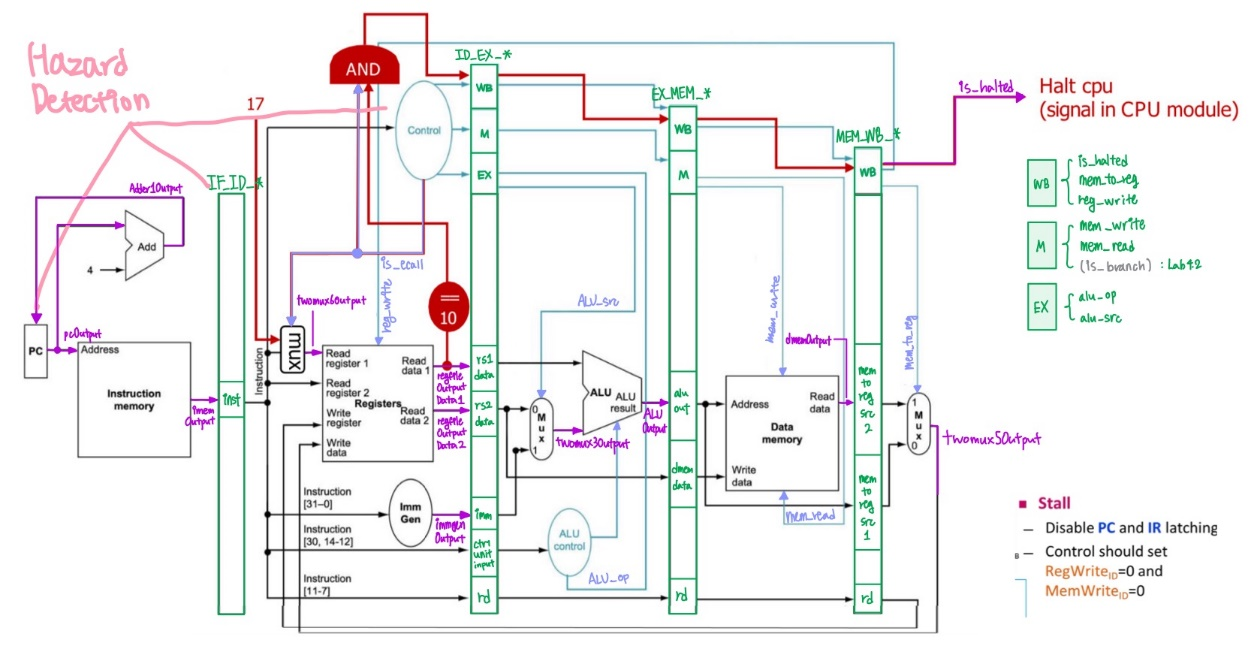 Hazard
Detection
17
AND
ID_EX_*
WB
M
EX
Control
EX_MEM_*
WB
M
MEM_WB_*
WB
is_halted
Halt cpu
(signal in CPU module)
WB
is_halted
mem_to_reg
reg_write
M
mem_write
mem_read
(is_branch) : Lab4.2
EX
alu_op
alu_src
IF_ID_*
Adder1Output
Add
4
PC
pcOutput
Address
Instruction
memory
imem
Output
inst
Instruction
mux
twomux6Output
is_ecall
reg_write
==
10
Read
register 1
Read
register 2
Write
register
Write
data
Registers
Read
data 1
Read
data 2
regfile
Output
Data1
regfile
Output
Data2
rs1
data
rs2
data
ALU_src
0
Mux
1
twomux3Output
ALU
ALU
result
ALU
Output
alu
out
dmem
data
mem_write
dmemOutput
Address
Read
data
Data
memory
Write
data
mem_read
mem
to
reg
src
2
mem
to
reg
src
1
mem_to_reg
1
Mux
0
twomux5Output
Instruction
[31–0]
Imm
Gen
immgen
Output
imm
Instruction
[30, 14-12]
ctrl
unit
input
ALU
control
ALU_op
Instruction
[11-7]
rd
rd
rd
Stall
— Disable PC and IR latching
B — Control should set
RegWriteID=0 and
MemWriteID=0